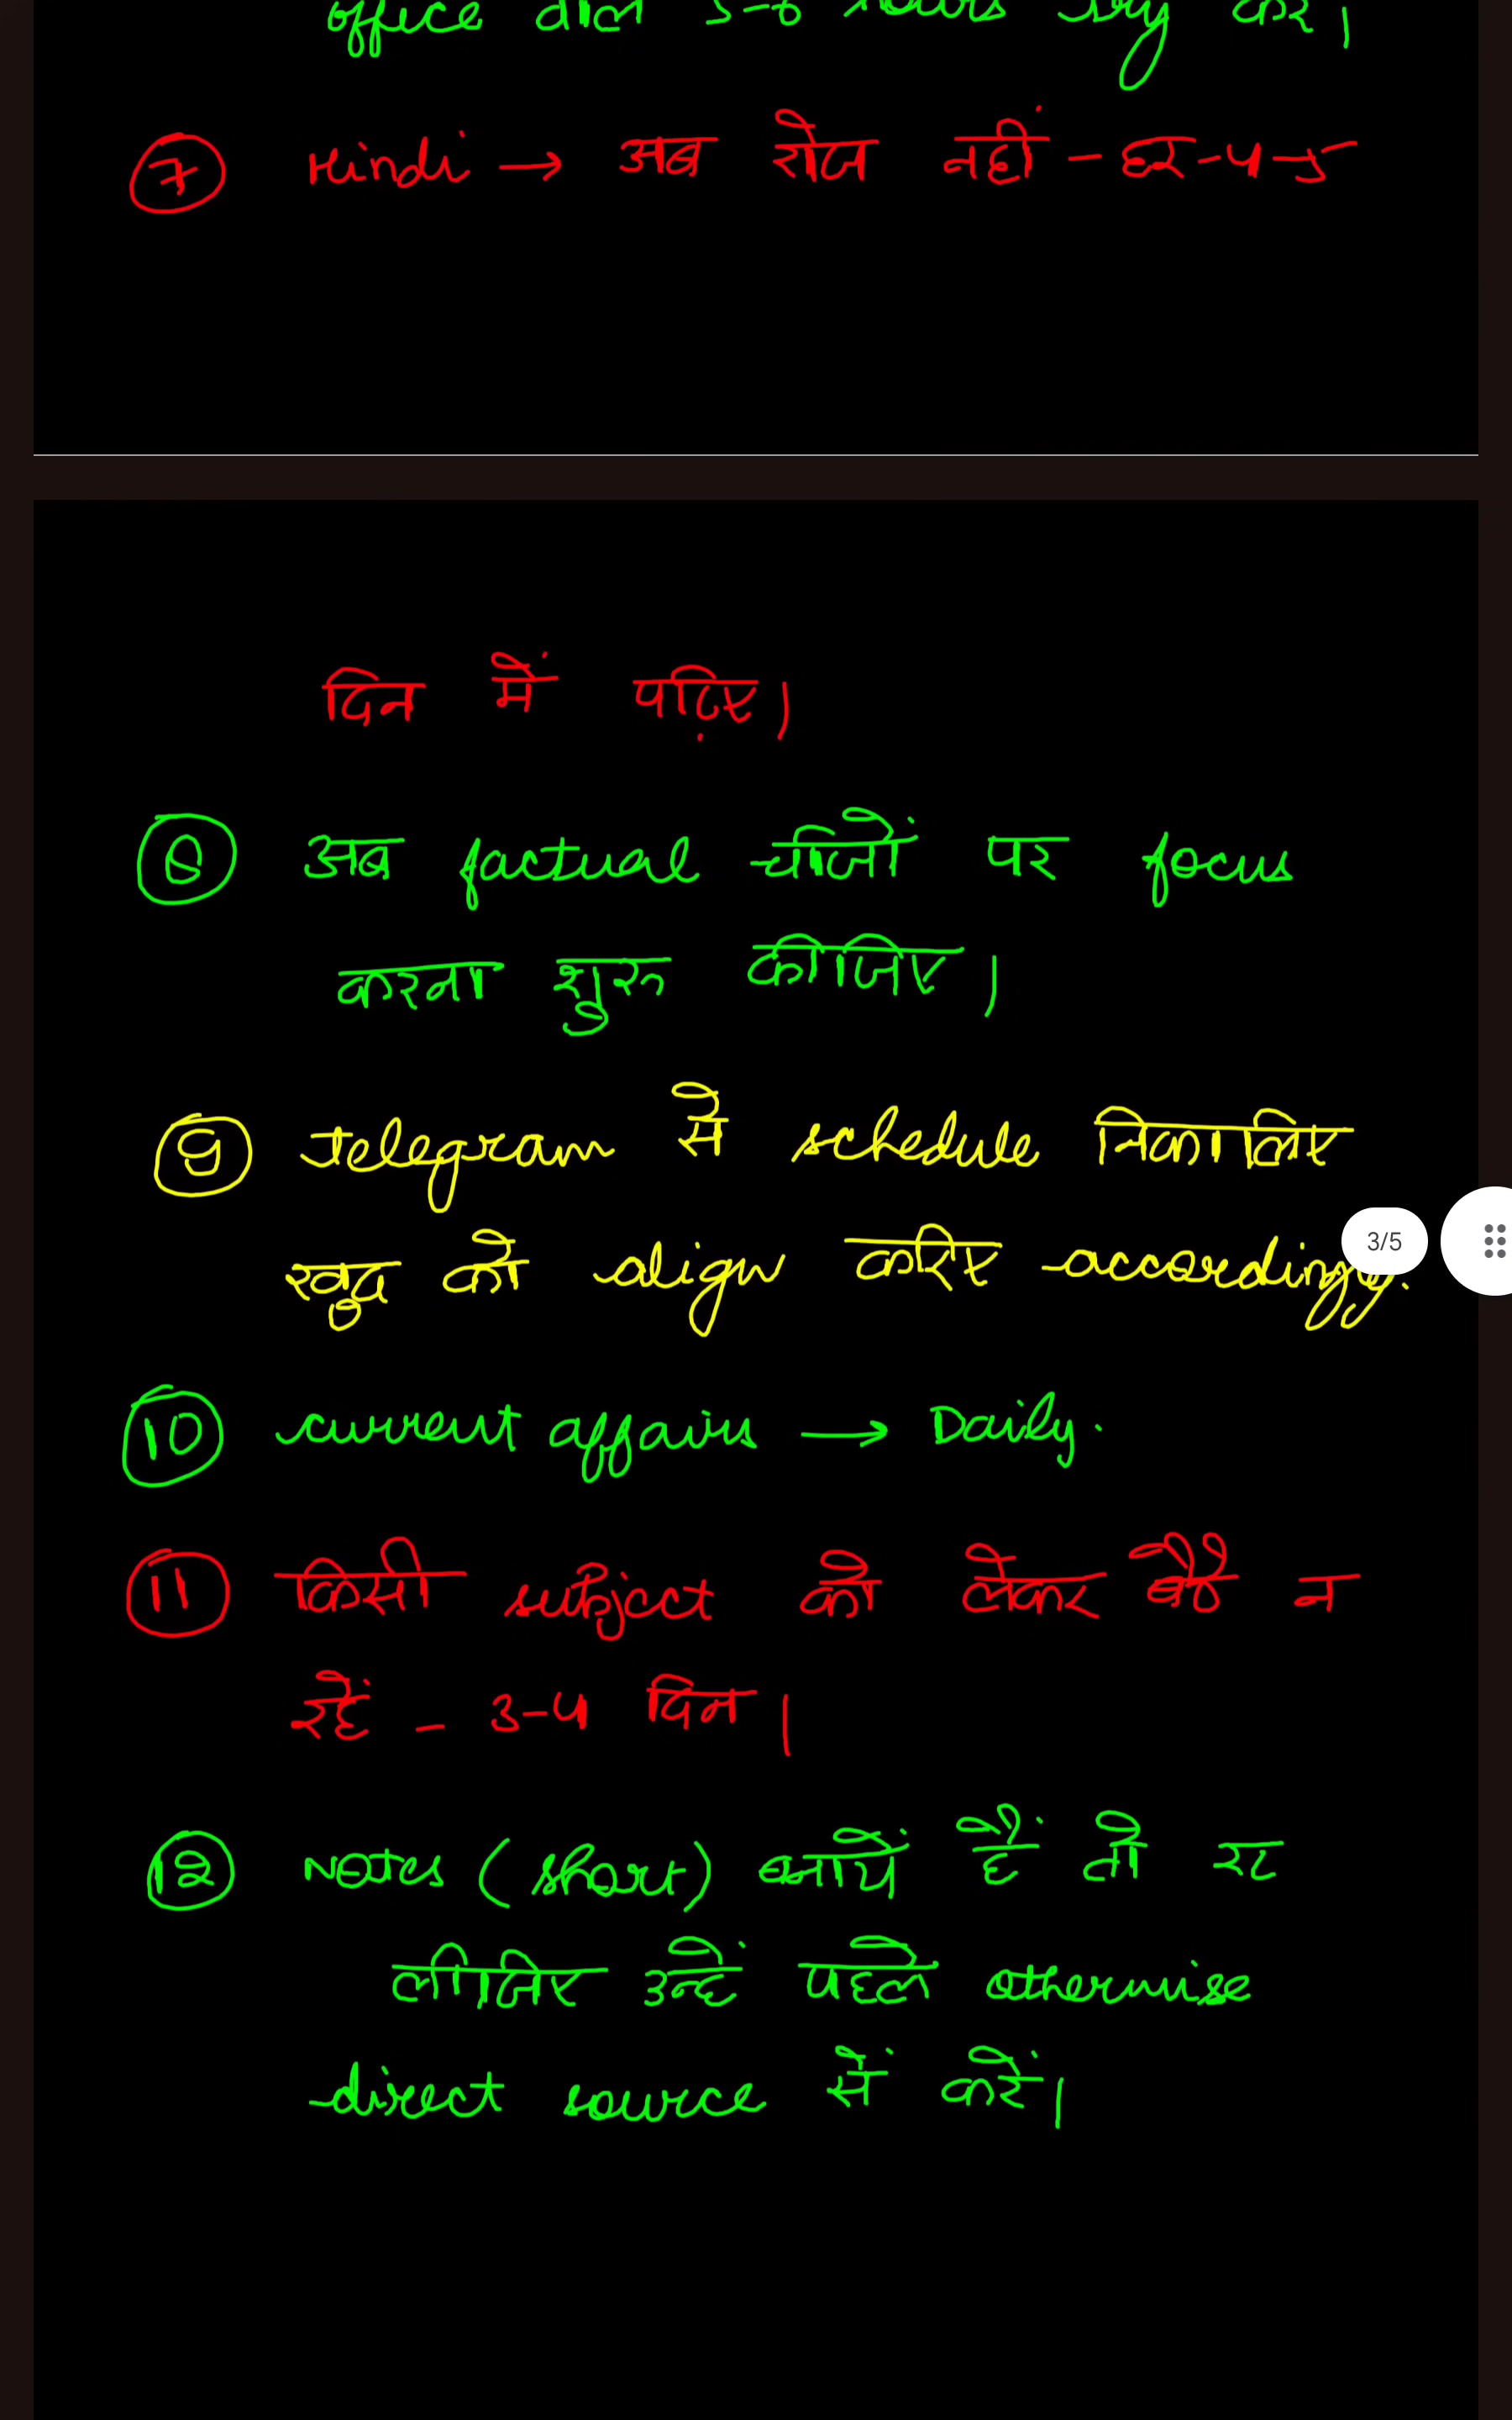 office वाले 5-6 hours study करें।
⑦ Hindi → अब रोज नहीं - हर - 4-5
दिन में पढ़िए।
⑧ अब factual चीजों पर focus
करना शुरू कीजिए।
⑨ Telegram से schedule निकालिए
खुद को align करिए accordingly.
3/5
⑩ current affairs → Daily.
⑪ किसी subject को लेकर बैठे न
रहें - 3-4 दिन।
⑫ Notes (short) बनायें हैं तो रट
लीजिए उन्हें पहले otherwise
direct source सें करें।